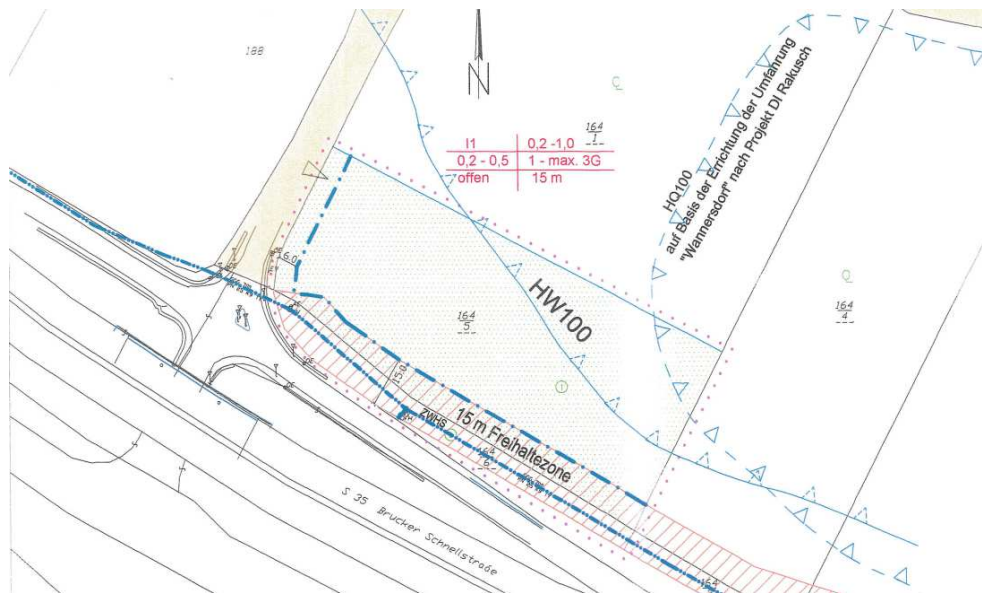 188
N
I1 0,2 -1,0
0,2 - 0,5 1 - max. 3G
offen 15 m
164
1
HQ100
auf Basis der Errichtung der Umfahrung
"Wannersdorf" nach Projekt DI Rakusch
6.0
HW100
164
5
164
4
15.0
ZWHS
15 m Freihaltezone
164
6
S 35 Brucker Schnellstraße
164